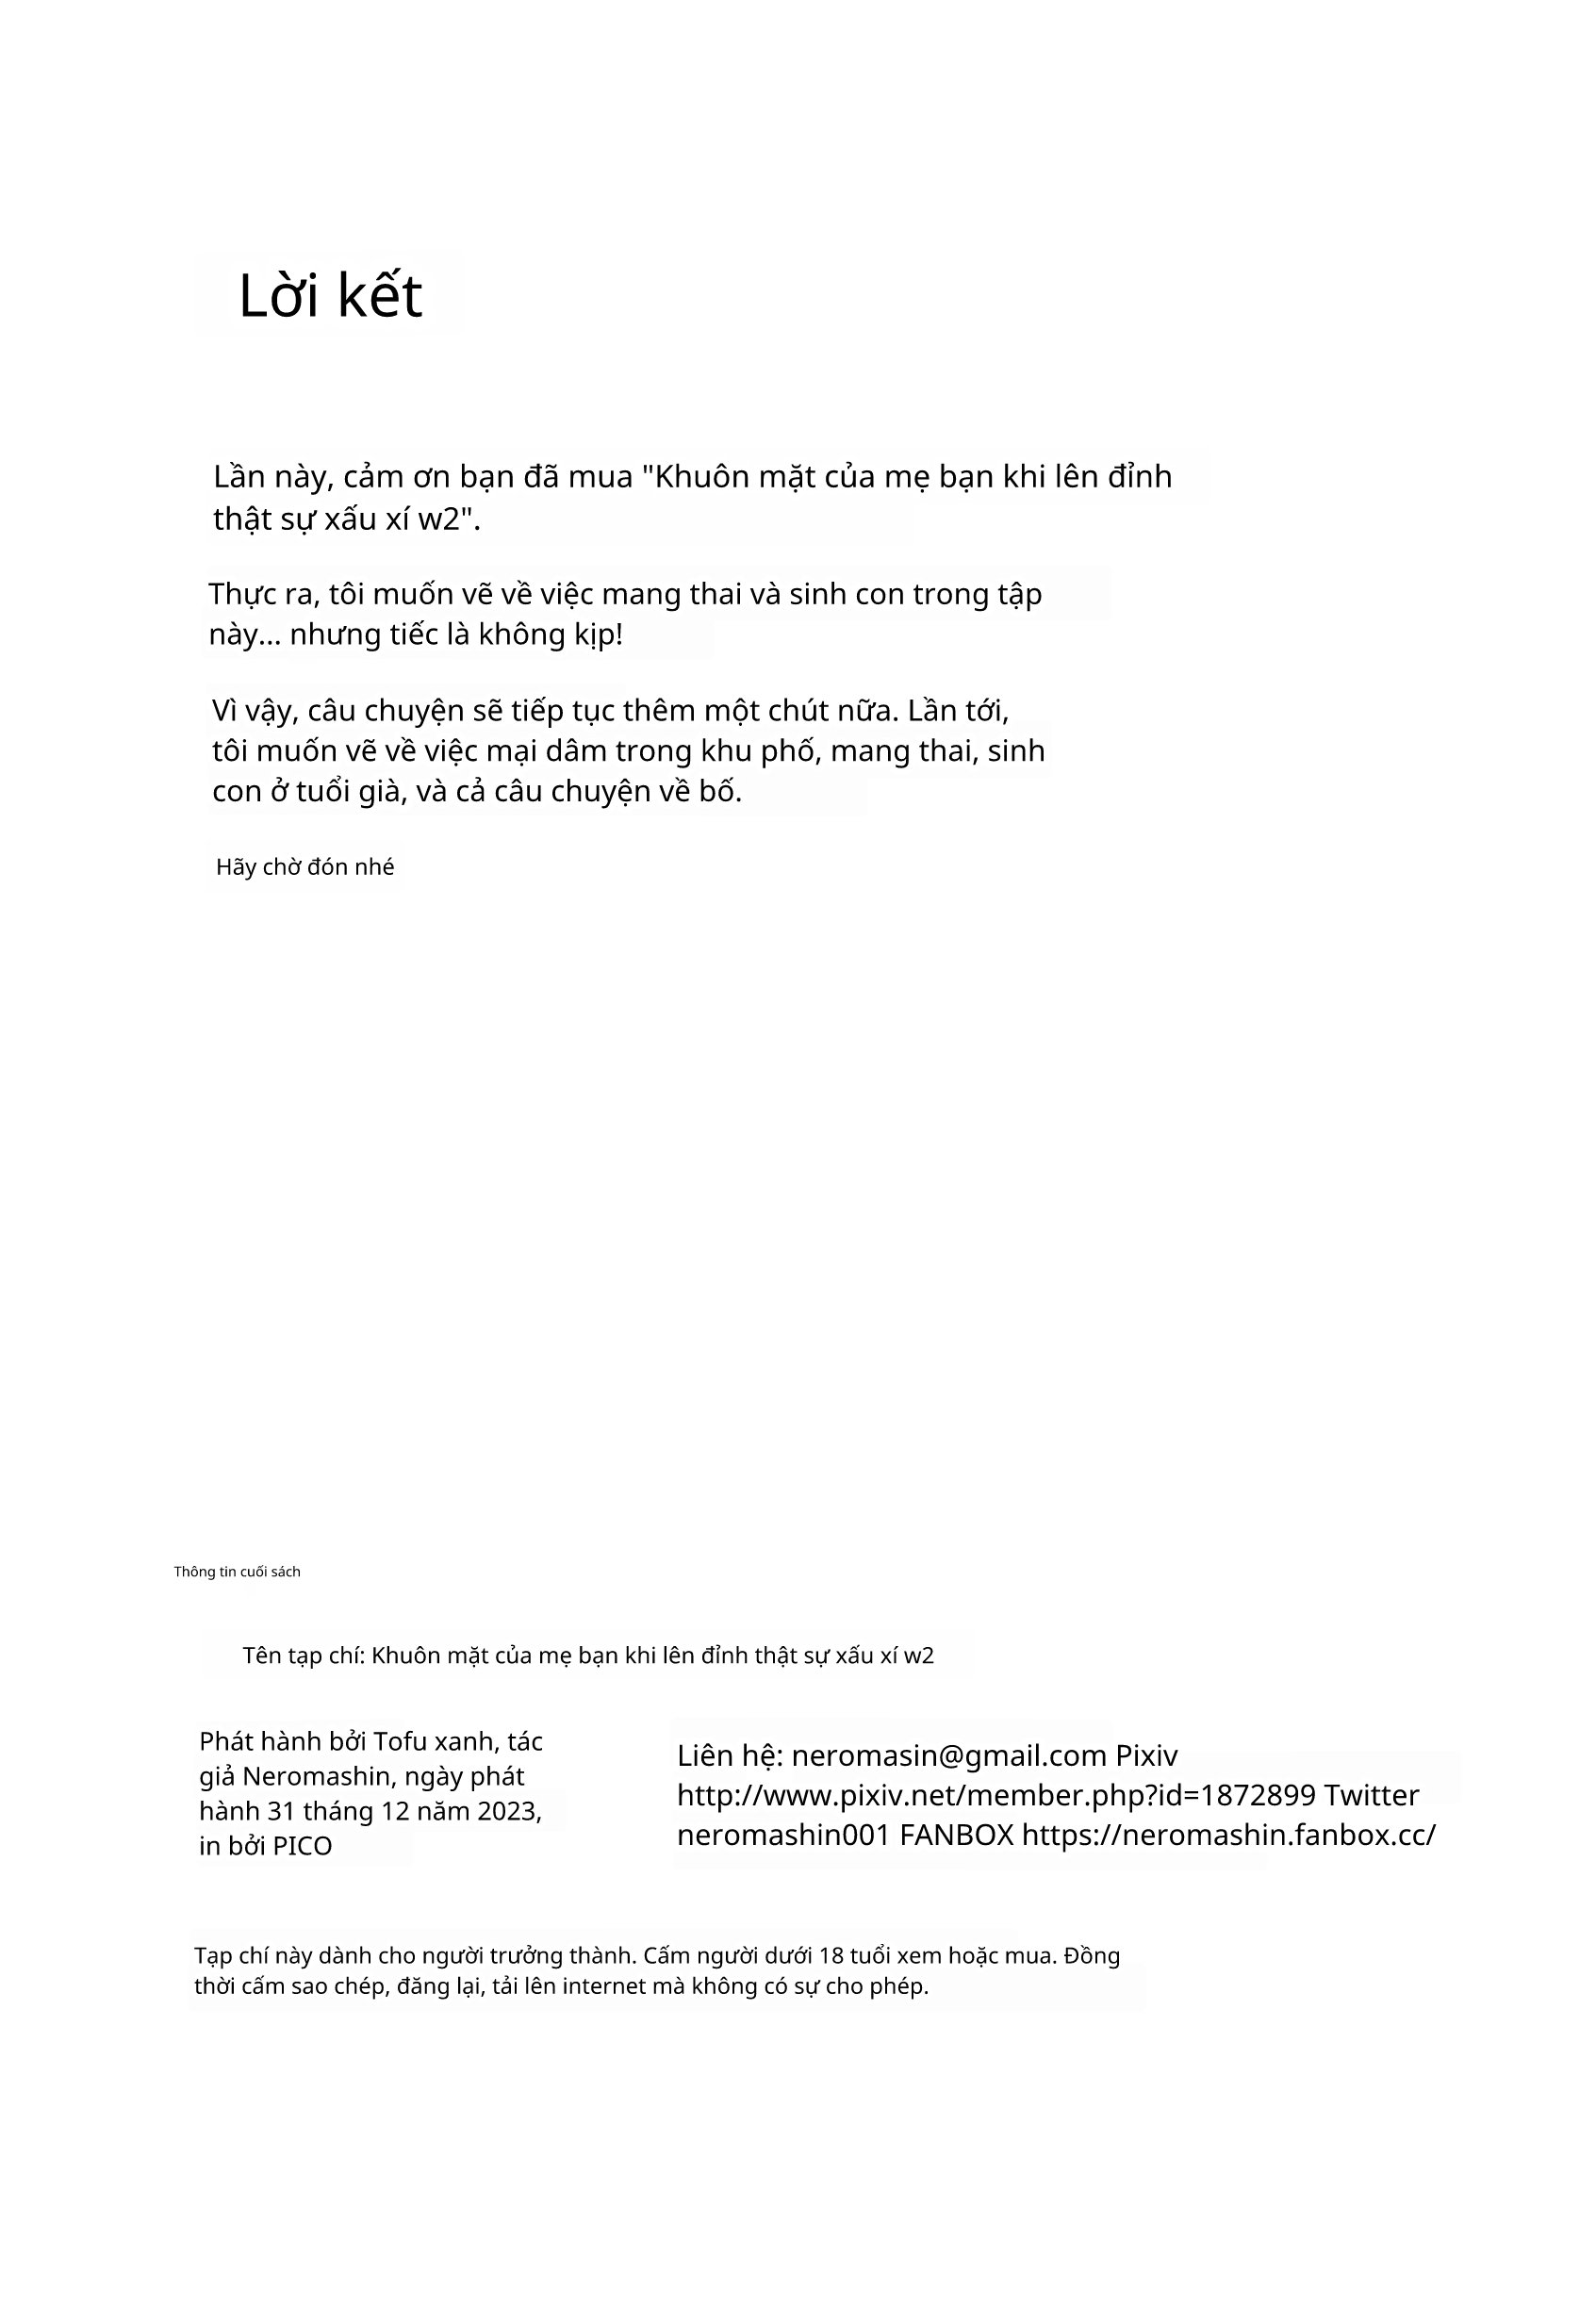 Lời kết
Lần này, cảm ơn bạn đã mua "Khuôn mặt của mẹ bạn khi lên đỉnh
thật sự xấu xí w2".
Thực ra, tôi muốn vẽ về việc mang thai và sinh con trong tập
này... nhưng tiếc là không kịp!
Vì vậy, câu chuyện sẽ tiếp tục thêm một chút nữa. Lần tới,
tôi muốn vẽ về việc mại dâm trong khu phố, mang thai, sinh
con ở tuổi già, và cả câu chuyện về bố.
Hãy chờ đón nhé
Thông tin cuối sách
Tên tạp chí: Khuôn mặt của mẹ bạn khi lên đỉnh thật sự xấu xí w2
Phát hành bởi Tofu xanh, tác
giả Neromashin, ngày phát
hành 31 tháng 12 năm 2023,
in bởi PICO
Liên hệ: neromasin@gmail.com Pixiv
http://www.pixiv.net/member.php?id=1872899 Twitter
neromashin001 FANBOX https://neromashin.fanbox.cc/
Tạp chí này dành cho người trưởng thành. Cấm người dưới 18 tuổi xem hoặc mua. Đồng
thời cấm sao chép, đăng lại, tải lên internet mà không có sự cho phép.